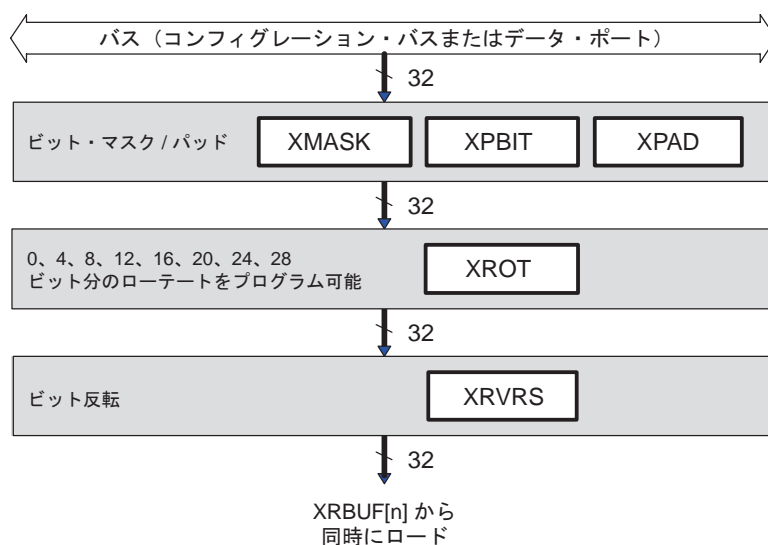 バス（コンフィグレーション・バスまたはデータ・ポート）
32
ビット・マスク / パッド
XMASK
XPBIT
XPAD
32
0、4、8、12、16、20、24、28
ビット分のローテートをプログラム可能
XROT
32
ビット反転
XRVRS
32
XRBUF[n] から
同時にロード